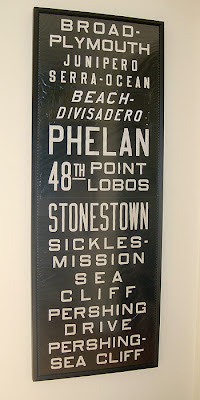 BROAD-
PLYMOUTH
JUNIPERO
SERRA-OCEAN
BEACH-
DIVISADERO
PHELAN
48TH POINT
LOBOS
STONESTOWN
SICKLES-
MISSION
SEA
CLIFF
PERSHING
DRIVE
PERSHING-
SEA CLIFF